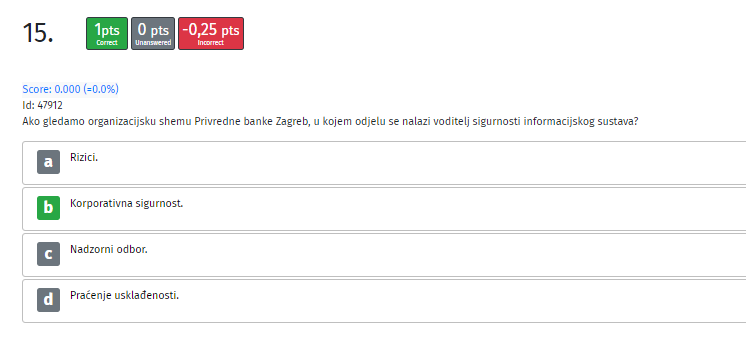 15.
1pts
Correct
0 pts
Unanswered
-0,25 pts
Incorrect
Score: 0.000 (=0.0%)
Id: 47912
Ako gledamo organizacijsku shemu Privredne banke Zagreb, u kojem odjelu se nalazi voditelj sigurnosti informacijskog sustava?
a Rizici.
b Korporativna sigurnost.
c Nadzorni odbor.
d Praćenje usklađenosti.